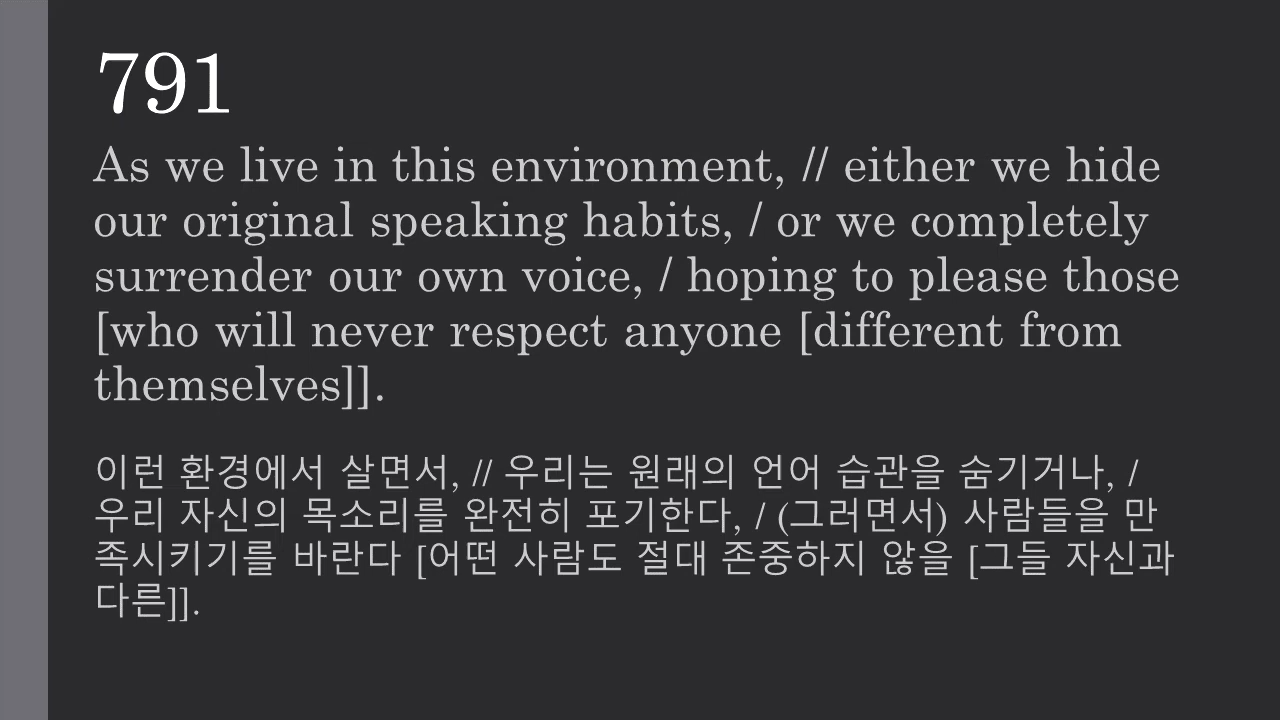 791
As we live in this environment, // either we hide
our original speaking habits, / or we completely
surrender our own voice, / hoping to please those
[who will never respect anyone [different from
themselves]].
이런 환경에서 살면서, // 우리는 원래의 언어 습관을 숨기거나, /
우리 자신의 목소리를 완전히 포기한다, / (그러면서) 사람들을 만
족시키기를 바란다 [어떤 사람도 절대 존중하지 않을 [그들 자신과
다른]].